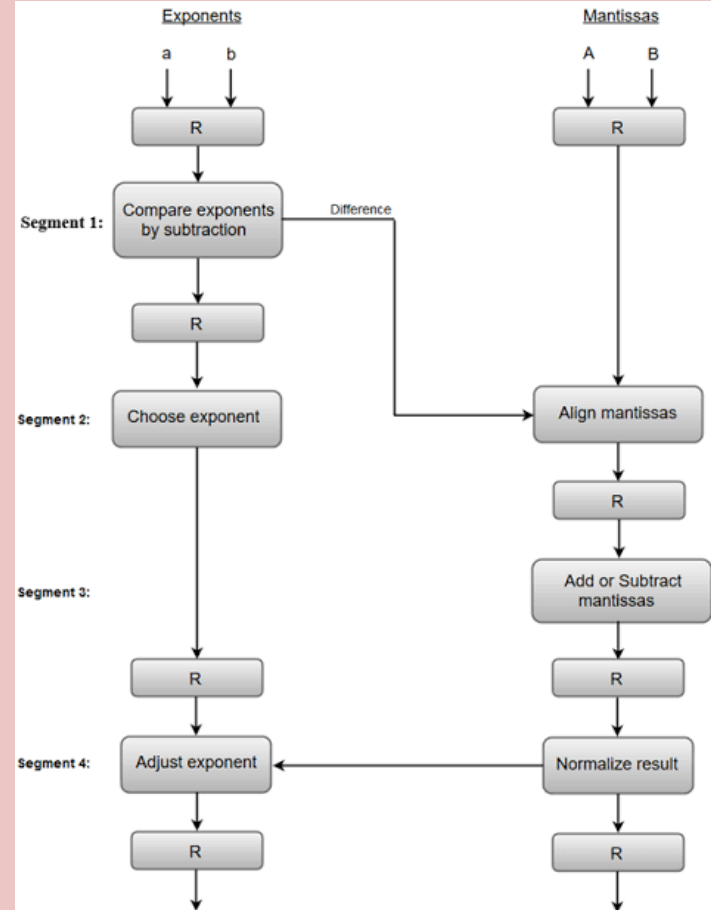 Exponents
Mantissas
a
b
A
B
R
R
Segment 1:
Compare exponents
by subtraction
Difference
R
Segment 2:
Choose exponent
Align mantissas
R
Segment 3:
Add or Subtract
mantissas
R
R
Segment 4:
Adjust exponent
Normalize result
R
R